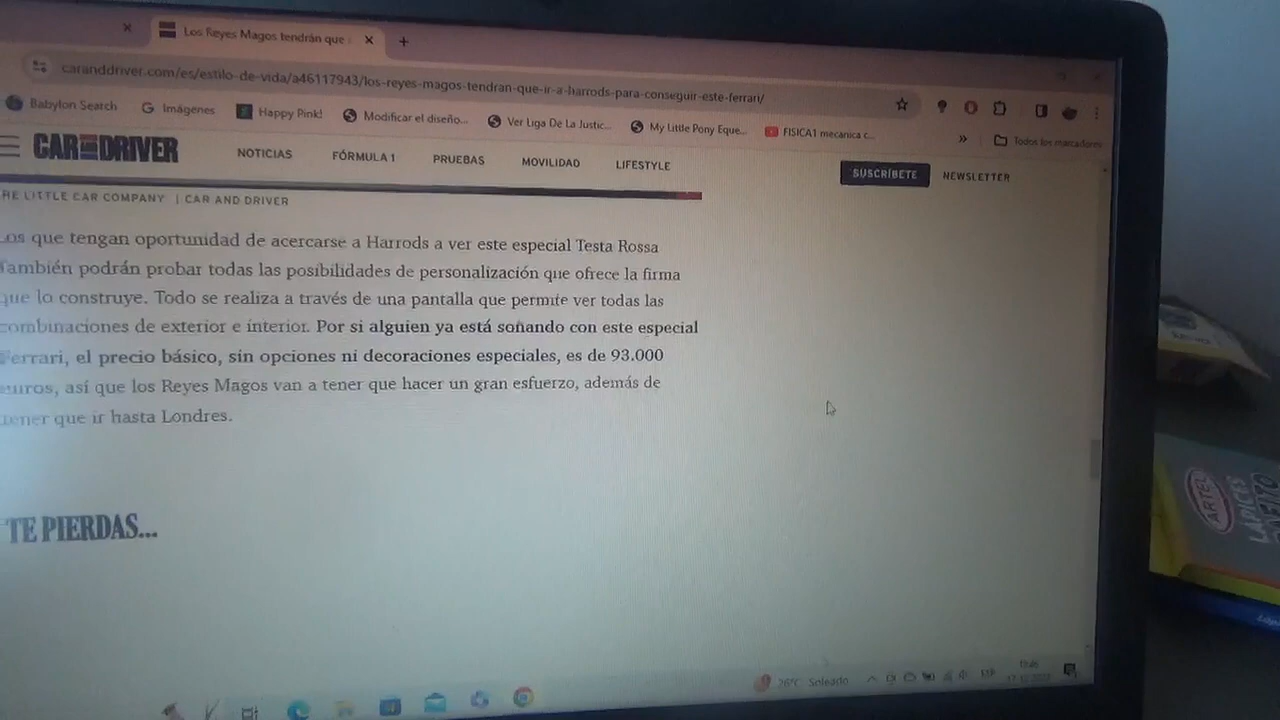 Los Reyes Magos tendrán que
caranddriver.com/es/estilo-de-vida/a46117943/los-reyes-magos-tendran-que-ir-a-harrods-para-conseguir-este-ferrari/
Babylon Search G Imágenes Happy Pink! Modificar el diseño... Ver Liga De La Justic... My Little Pony Eque... FISICA1 mecanica c... » Todos los marcadores
CAR AND DRIVER NOTICIAS FÓRMULA 1 PRUEBAS MOVILIDAD LIFESTYLE SUSCRÍBETE NEWSLETTER
HE LITTLE CAR COMPANY | CAR AND DRIVER
Los que tengan oportunidad de acercarse a Harrods a ver este especial Testa Rossa
También podrán probar todas las posibilidades de personalización que ofrece la firma
que lo construye. Todo se realiza a través de una pantalla que permite ver todas las
combinaciones de exterior e interior. Por si alguien ya está soñando con este especial
Ferrari, el precio básico, sin opciones ni decoraciones especiales, es de 93.000
euros, así que los Reyes Magos van a tener que hacer un gran esfuerzo, además de
tener que ir hasta Londres.
TE PIERDAS...
26°C Soleado ESP
ARTEL
LÁPICES